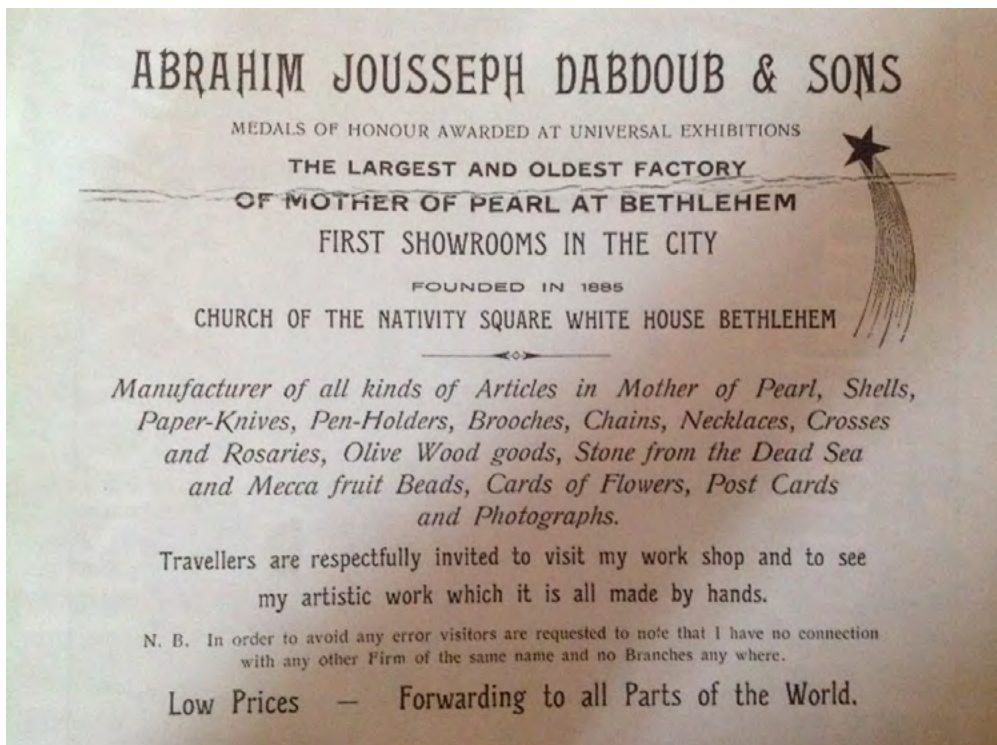 ABRAHIM JOUSSEPH DABDOUB & SONS
MEDALS OF HONOUR AWARDED AT UNIVERSAL EXHIBITIONS
THE LARGEST AND OLDEST FACTORY
OF MOTHER OF PEARL AT BETHLEHEM
FIRST SHOWROOMS IN THE CITY
FOUNDED IN 1885
CHURCH OF THE NATIVITY SQUARE WHITE HOUSE BETHLEHEM
Manufacturer of all kinds of Articles in Mother of Pearl, Shells,
Paper-Knives, Pen-Holders, Brooches, Chains, Necklaces, Crosses
and Rosaries, Olive Wood goods, Stone from the Dead Sea
and Mecca fruit Beads, Cards of Flowers, Post Cards
and Photographs.
Travellers are respectfully invited to visit my work shop and to see
my artistic work which it is all made by hands.
N. B. In order to avoid any error visitors are requested to note that I have no connection
with any other Firm of the same name and no Branches any where.
Low Prices — Forwarding to all Parts of the World.